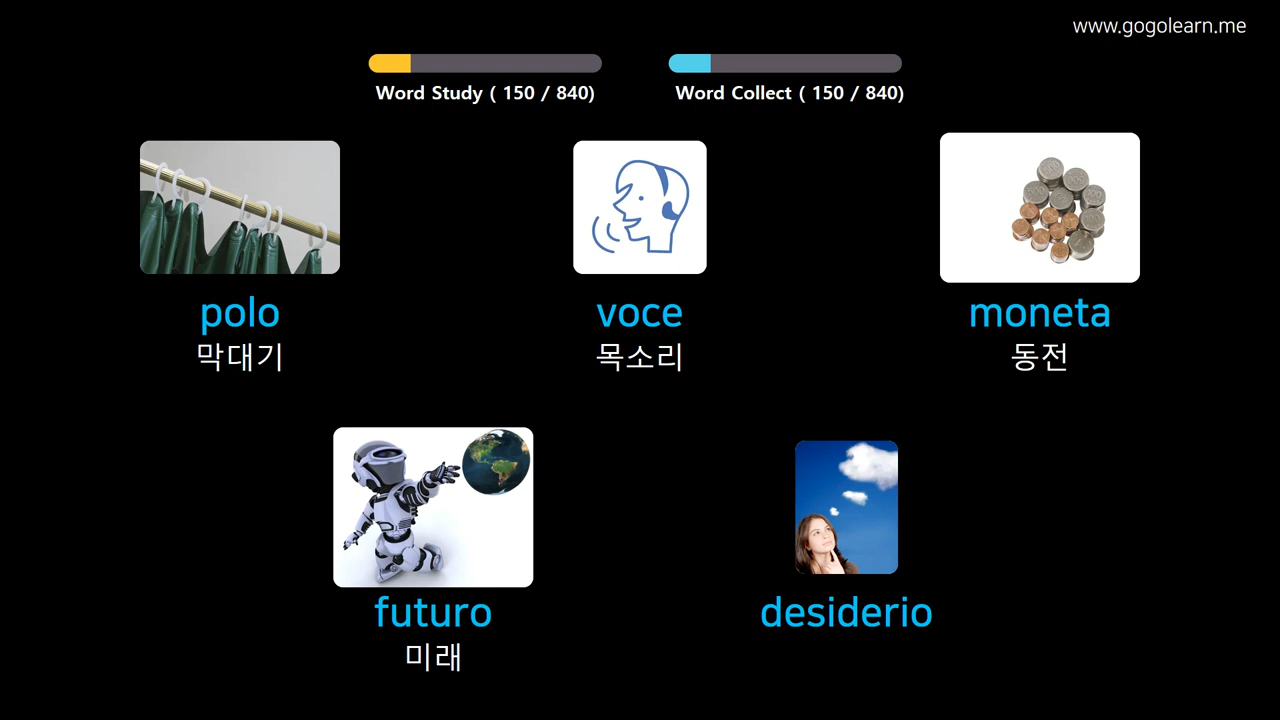 www.gogolearn.me
Word Study ( 150 / 840)
Word Collect ( 150 / 840)
polo
막대기
voce
목소리
moneta
동전
futuro
미래
desiderio